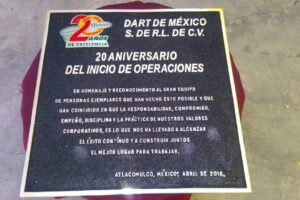 20
AÑOS
DE EXCELENCIA
DART DE MÉXICO
S. DE R.L. DE C.V.
20 ANIVERSARIO
DEL INICIO DE OPERACIONES
EN HOMENAJE Y RECONOCIMIENTO AL GRAN EQUIPO
DE PERSONAS EJEMPLARES QUE HAN HECHO ESTO POSIBLE Y QUE
HAN COINCIDIDO EN QUE LA RESPONSABILIDAD, COMPROMISO,
EMPEÑO, DISCIPLINA Y LA PRÁCTICA DE NUESTROS VALORES
CORPORATIVOS, ES LO QUE NOS HA LLEVADO A ALCANZAR
EL ÉXITO CONTINUO Y A CONSTRUIR JUNTOS
EL MEJOR LUGAR PARA TRABAJAR.
ATLACOMULCO, MÉXICO; ABRIL DE 2016.